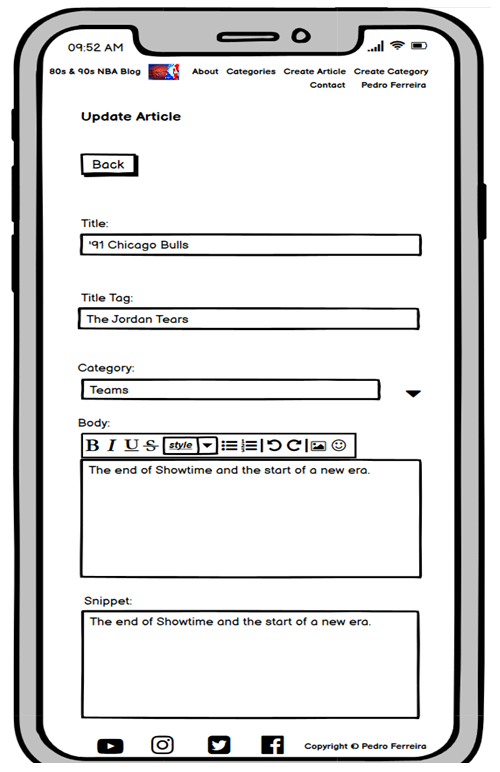 09:52 AM
80s & 90s NBA Blog About Categories Create Article Create Category
Contact Pedro Ferreira
Update Article
Back
Title:
'91 Chicago Bulls
Title Tag:
The Jordan Tears
Category:
Teams
Body:
B I U S style
The end of Showtime and the start of a new era.
Snippet:
The end of Showtime and the start of a new era.
Copyright © Pedro Ferreira